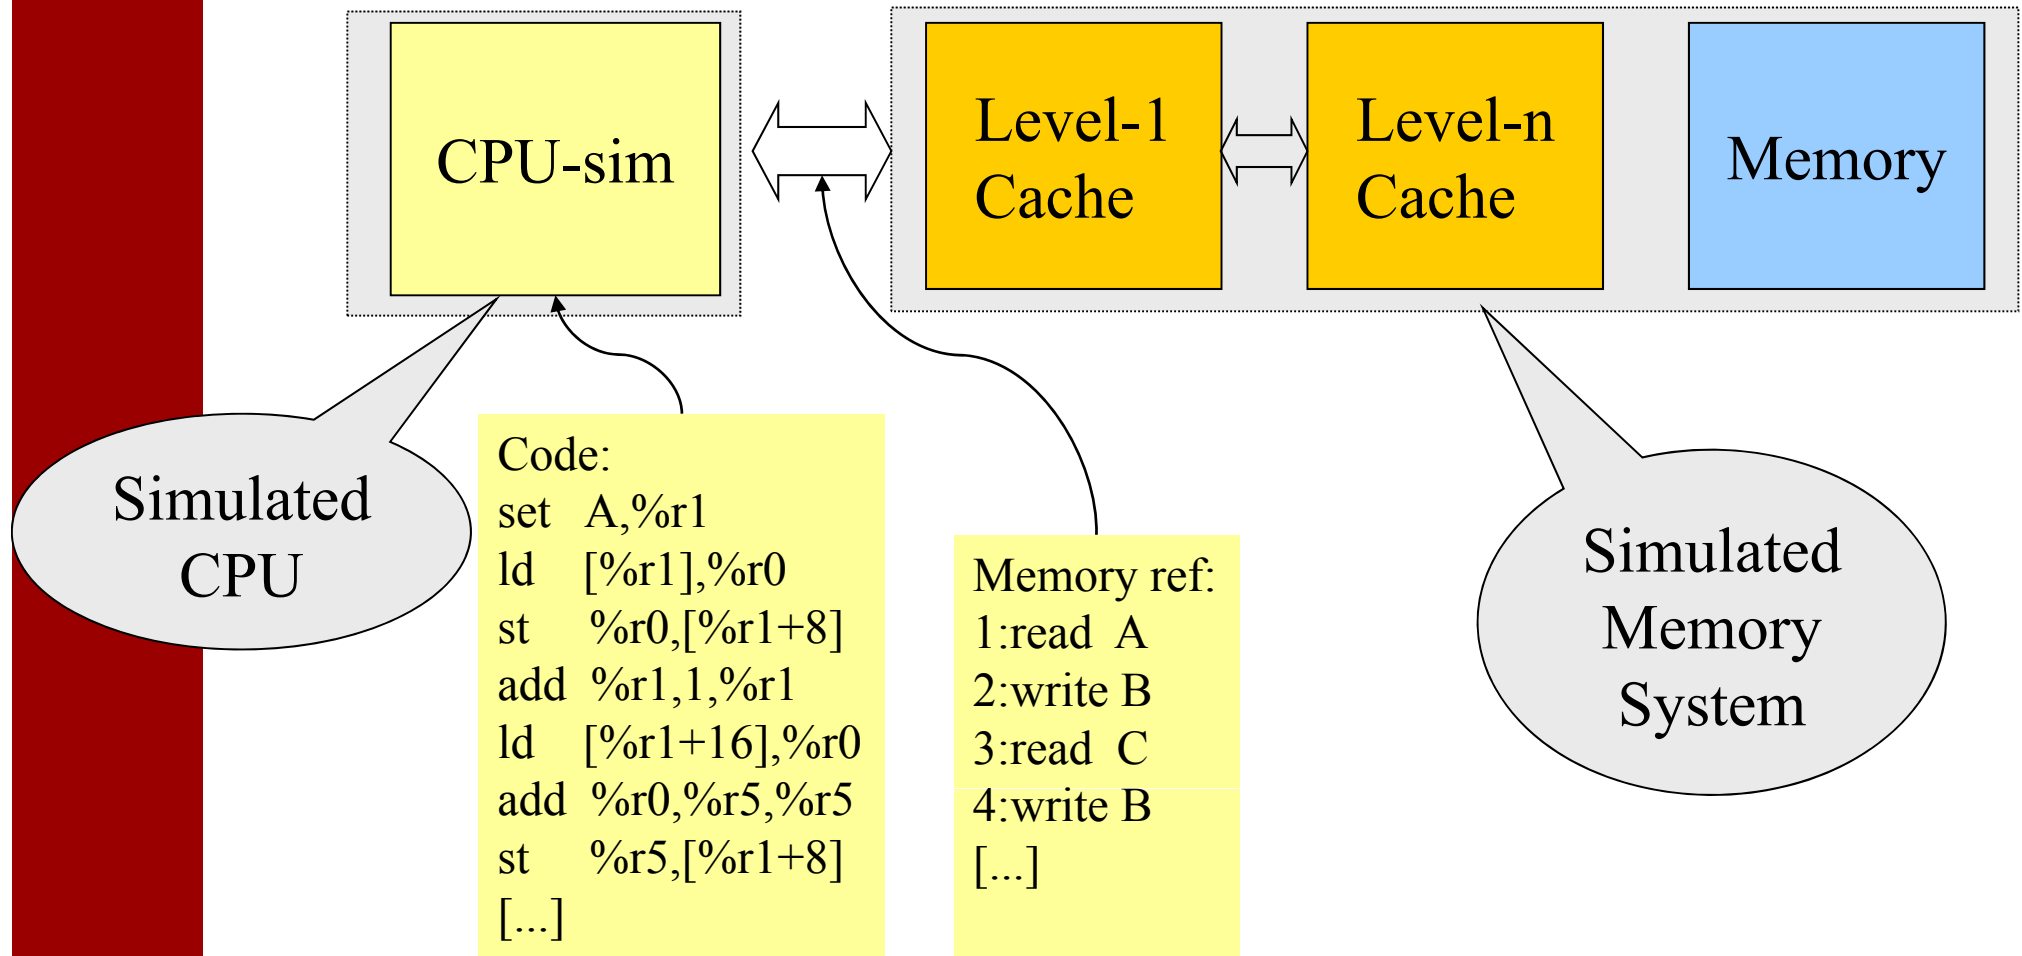 CPU-sim
Level-1
Cache
Level-n
Cache
Memory
Simulated
CPU
Code:
set A,%r1
ld [%r1],%r0
st %r0,[%r1+8]
add %r1,1,%r1
ld [%r1+16],%r0
add %r0,%r5,%r5
st %r5,[%r1+8]
[...]
Memory ref:
1:read A
2:write B
3:read C
4:write B
[...]
Simulated
Memory
System